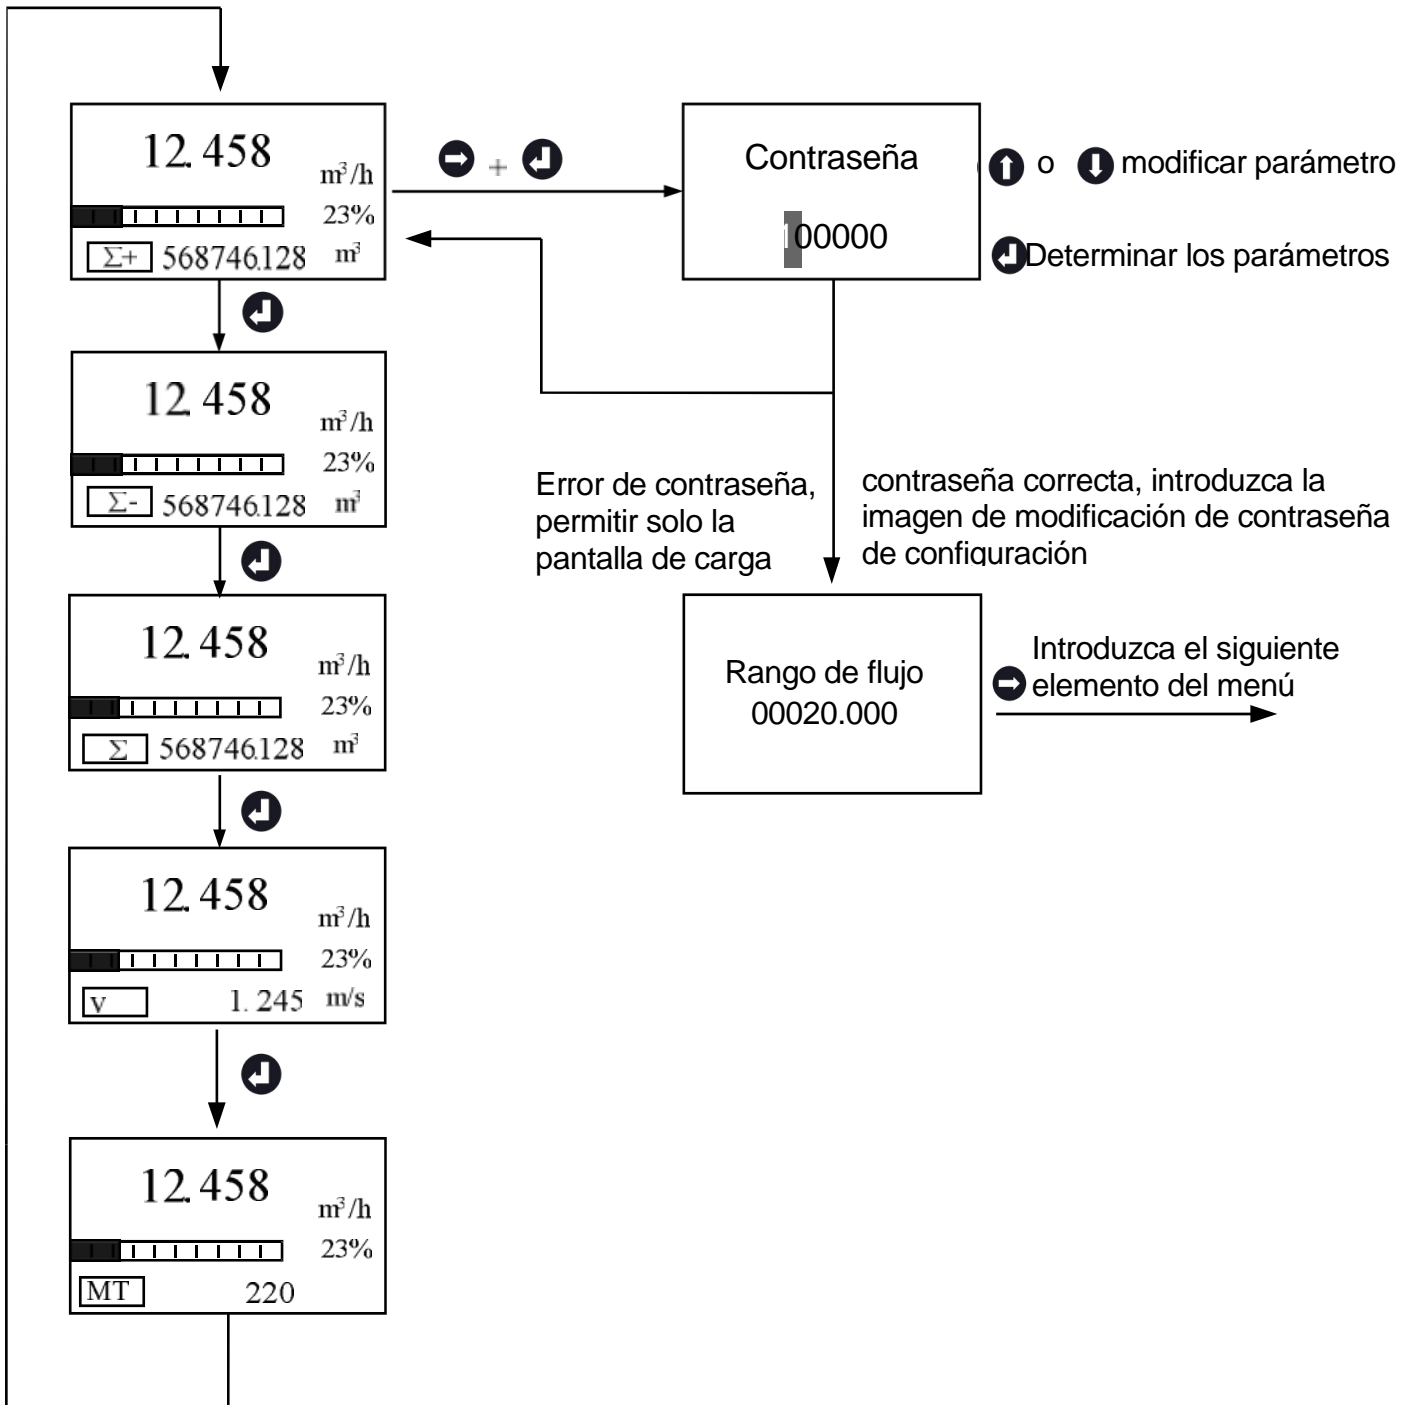 12.458
m³/h
23%
Σ+ 568746.128 m³
+
Contraseña
100000
o modificar parámetro
Determinar los parámetros
12.458
m³/h
23%
Σ- 568746.128 m³
Error de contraseña,
permitir solo la
pantalla de carga
contraseña correcta, introduzca la
imagen de modificación de contraseña
de configuración
12.458
m³/h
23%
Σ 568746.128 m³
Rango de flujo
00020.000
Introduzca el siguiente
elemento del menú
12.458
m³/h
23%
v 1.245 m/s
12.458
m³/h
23%
MT 220